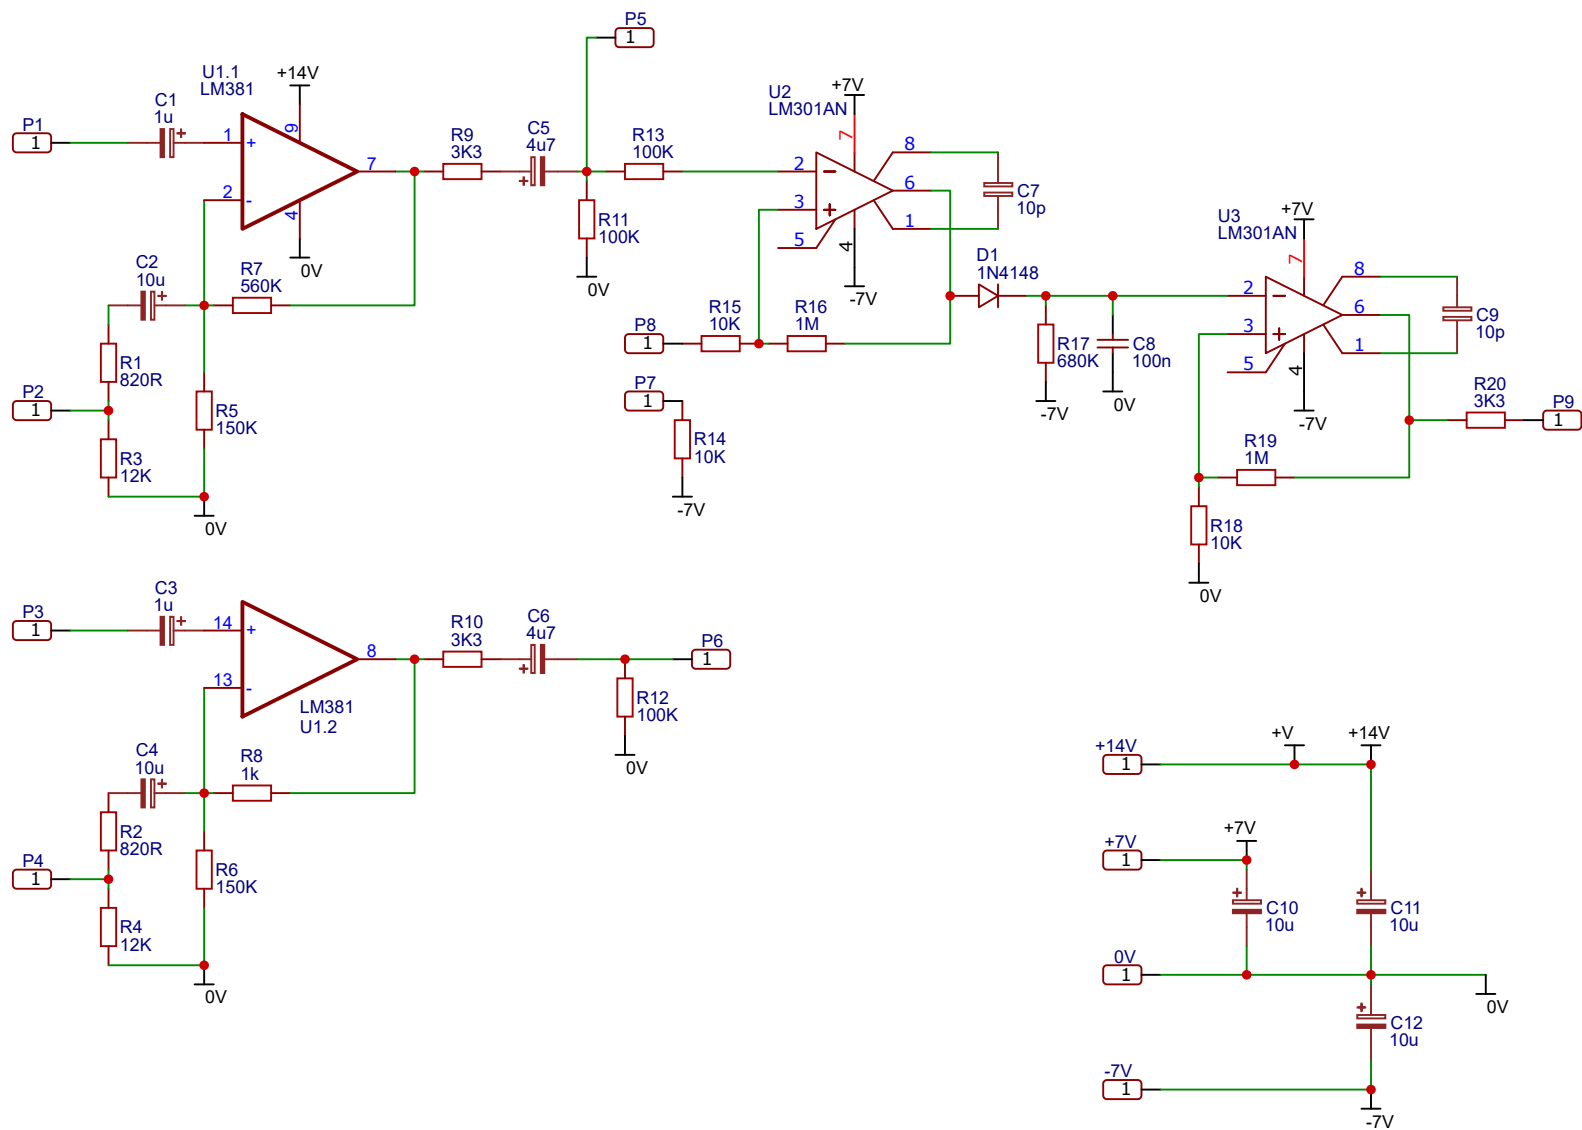 P5
1
U1.1
LM381
+14V
C1
1u
P1
1
1
+
9
7
2
-
4
0V
R9
3K3
C5
4u7
R13
100K
R11
100K
0V
U2
LM301AN
+7V
7
2
3
5
8
6
1
4
-7V
C7
10p
C2
10u
R7
560K
R1
820R
P2
1
R5
150K
R3
12K
0V
P8
1
R15
10K
R16
1M
P7
1
R14
10K
-7V
D1
1N4148
R17
680K
-7V
C8
100n
0V
U3
LM301AN
+7V
7
2
3
5
8
6
1
4
-7V
C9
10p
R20
3K3
P9
1
R19
1M
R18
10K
0V
P3
1
C3
1u
14
+
13
-
8
LM381
U1.2
R10
3K3
C6
4u7
P6
1
R12
100K
0V
C4
10u
R8
1k
R2
820R
P4
1
R6
150K
R4
12K
0V
+14V
1
+V
+14V
+7V
1
+7V
C10
10u
C11
10u
0V
1
0V
C12
10u
-7V
1
-7V